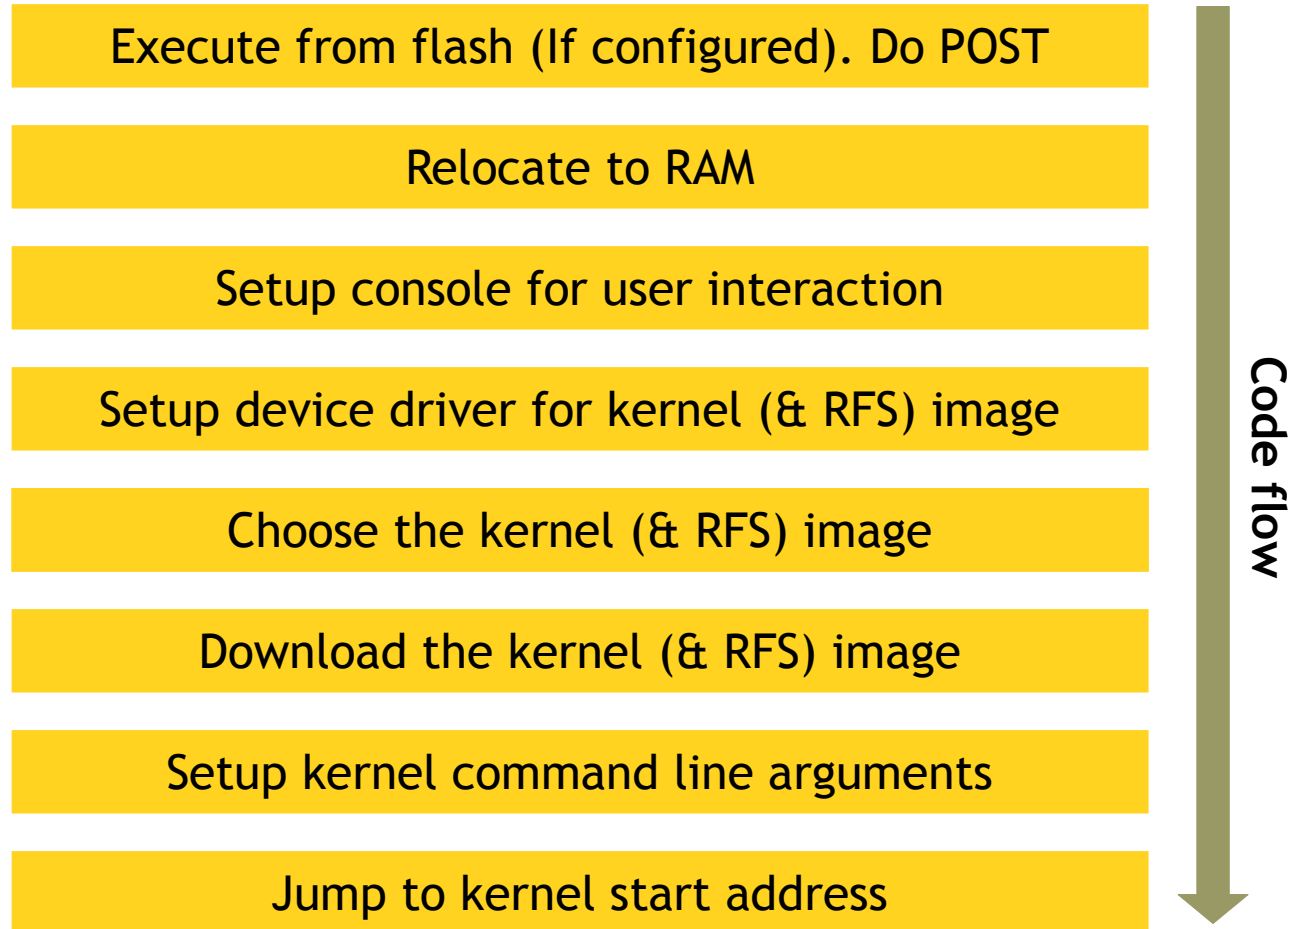 Execute from flash (If configured). Do POST
Relocate to RAM
Setup console for user interaction
Setup device driver for kernel (& RFS) image
Choose the kernel (& RFS) image
Download the kernel (& RFS) image
Setup kernel command line arguments
Jump to kernel start address
Code flow